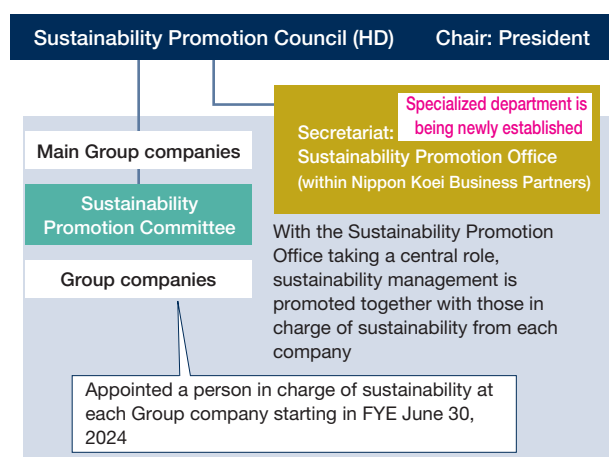 Sustainability Promotion Council (HD) Chair: President
Specialized department is
being newly established
Secretariat:
Sustainability Promotion Office
(within Nippon Koei Business Partners)
Main Group companies
Sustainability
Promotion Committee
Group companies
With the Sustainability Promotion
Office taking a central role,
sustainability management is
promoted together with those in
charge of sustainability from each
company
Appointed a person in charge of sustainability at
each Group company starting in FYE June 30,
2024